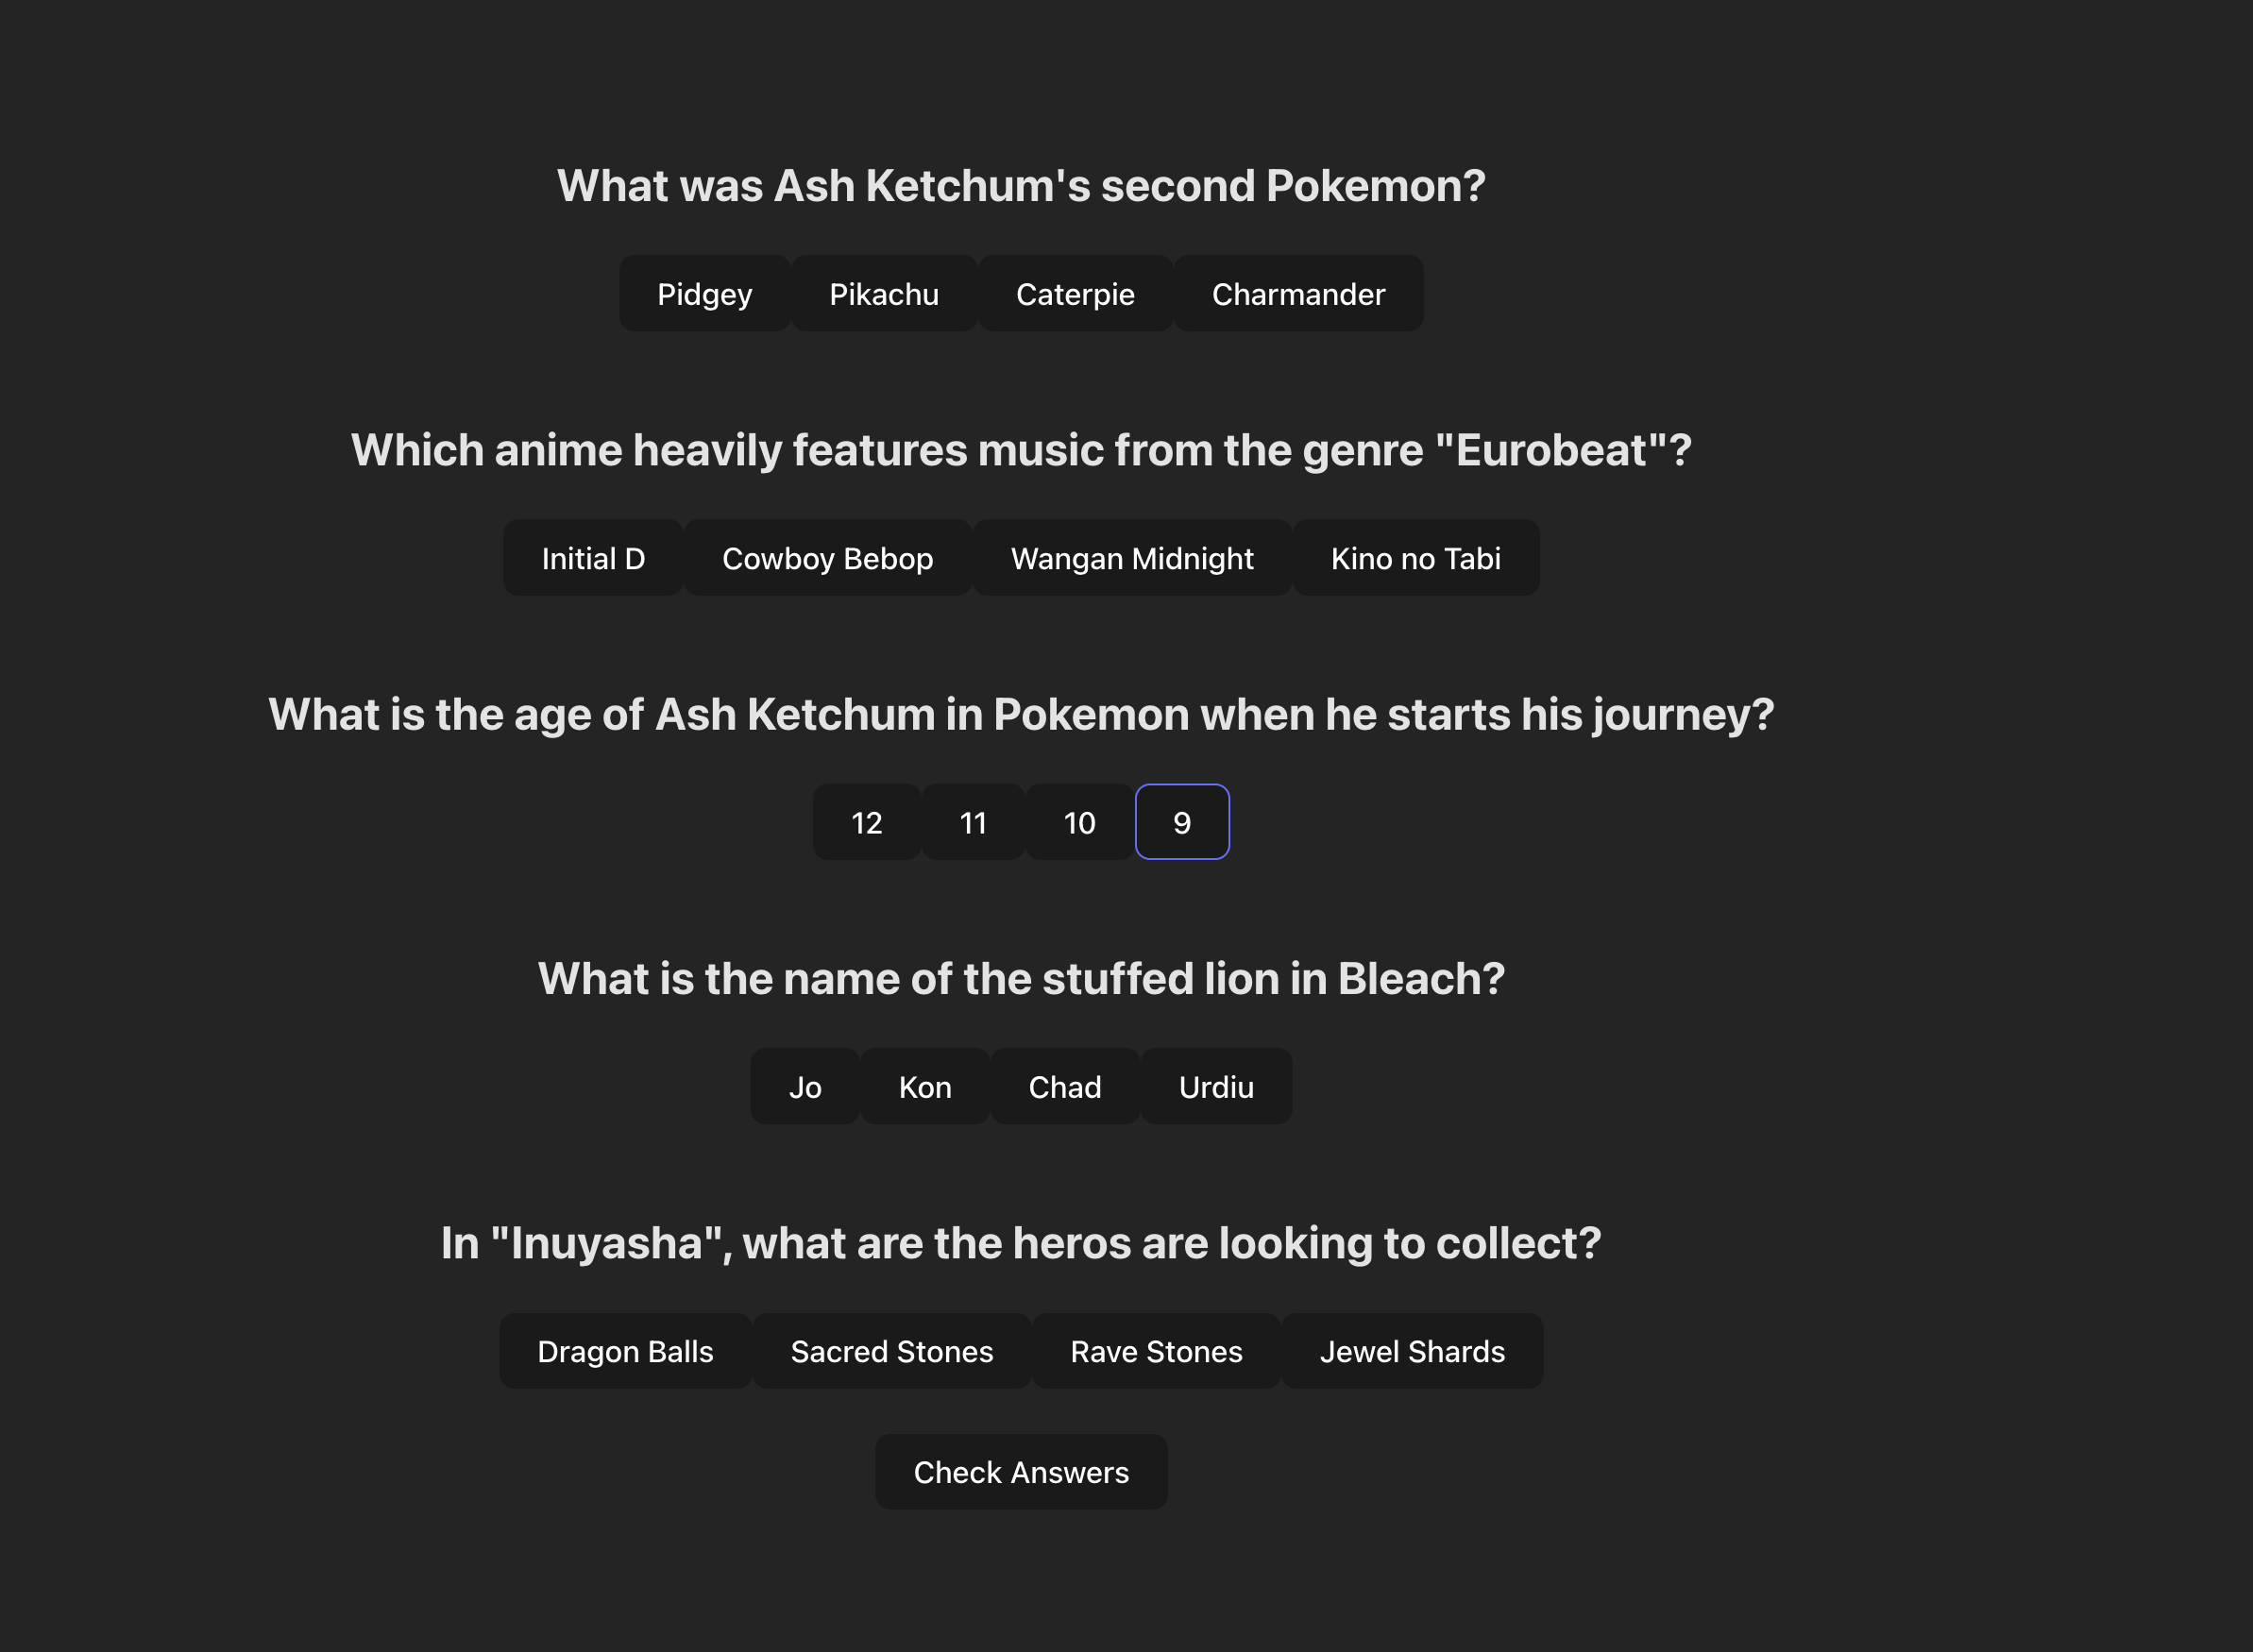 What was Ash Ketchum's second Pokemon?
Pidgey Pikachu Caterpie Charmander
Which anime heavily features music from the genre "Eurobeat"?
Initial D Cowboy Bebop Wangan Midnight Kino no Tabi
What is the age of Ash Ketchum in Pokemon when he starts his journey?
12 11 10 9
What is the name of the stuffed lion in Bleach?
Jo Kon Chad Urdiu
In "Inuyasha", what are the heros are looking to collect?
Dragon Balls Sacred Stones Rave Stones Jewel Shards
Check Answers